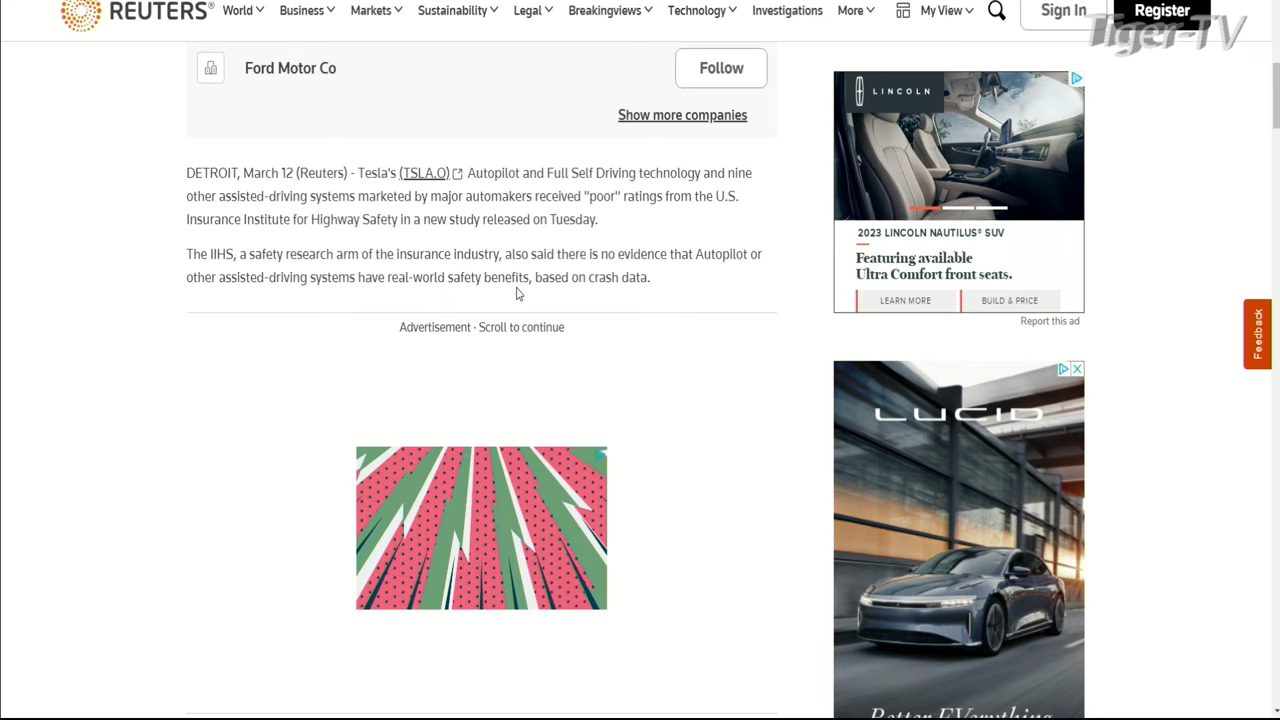 REUTERS®
World
Business
Markets
Sustainability
Legal
Breakingviews
Technology
Investigations
More
My View
Sign In
Register
Tiger-TV
Ford Motor Co
Follow
Show more companies
DETROIT, March 12 (Reuters) - Tesla's (TSLA.O) Autopilot and Full Self Driving technology and nine
other assisted-driving systems marketed by major automakers received "poor" ratings from the U.S.
Insurance Institute for Highway Safety in a new study released on Tuesday.
The IIHS, a safety research arm of the insurance industry, also said there is no evidence that Autopilot or
other assisted-driving systems have real-world safety benefits, based on crash data.
Advertisement · Scroll to continue
LINCOLN
2023 LINCOLN NAUTILUS® SUV
Featuring available
Ultra Comfort front seats.
LEARN MORE
BUILD & PRICE
Report this ad
Feedback
LUCID
Better EVerything